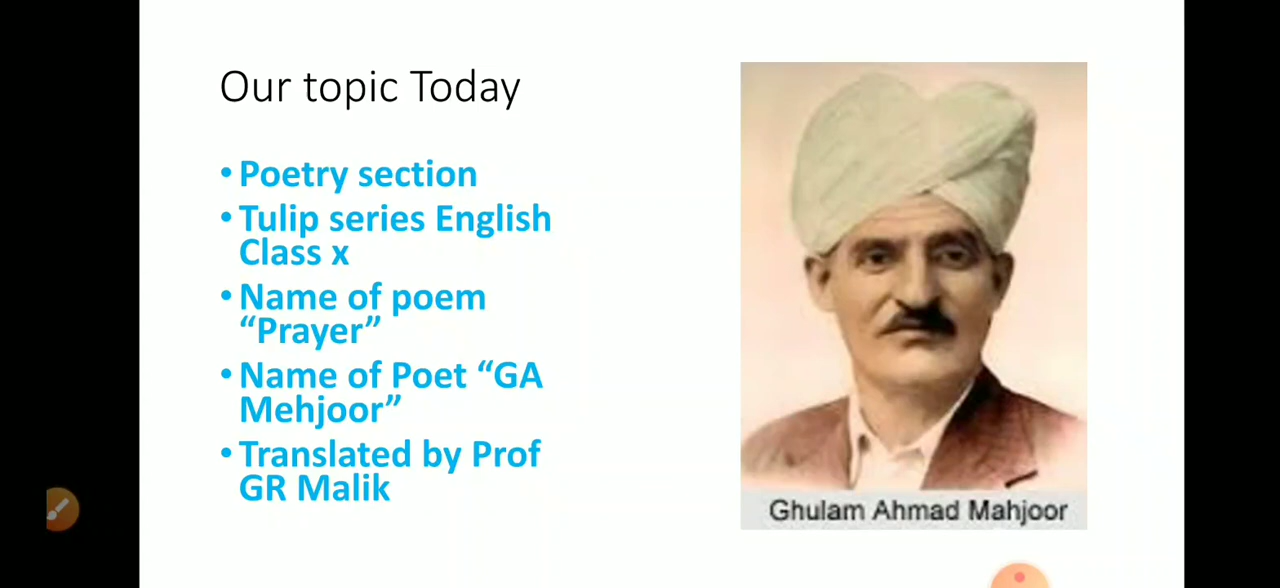 Our topic Today
• Poetry section
• Tulip series English
Class x
• Name of poem
“Prayer”
• Name of Poet “GA
Mehjoor”
• Translated by Prof
GR Malik
Ghulam Ahmad Mahjoor